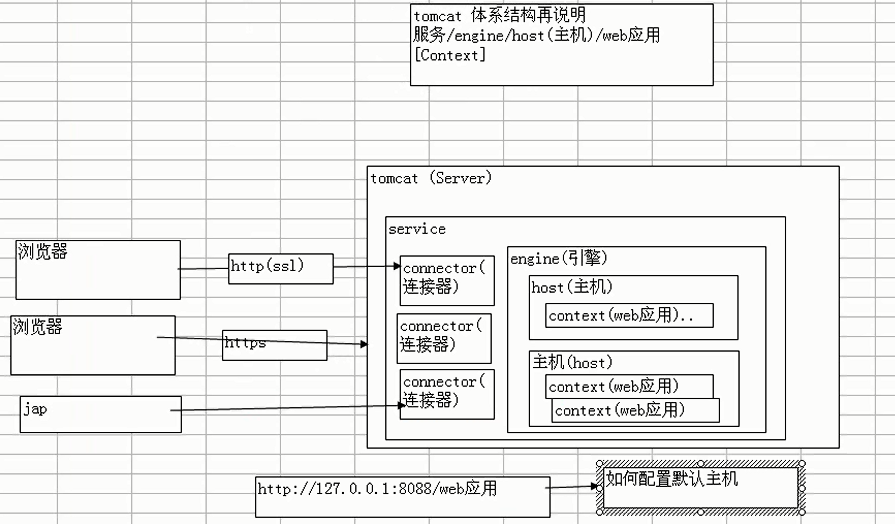 tomcat 体系结构再说明
服务/engine/host(主机)/web应用
[Context]
tomcat (Server)
service
浏览器
http(ssl)
connector(
连接器)
engine(引擎)
host(主机)
context(web应用)..
浏览器
https
connector(
连接器)
主机(host)
context(web应用)
context(web应用)
jap
connector(
连接器)
http://127.0.0.1:8088/web应用
如何配置默认主机